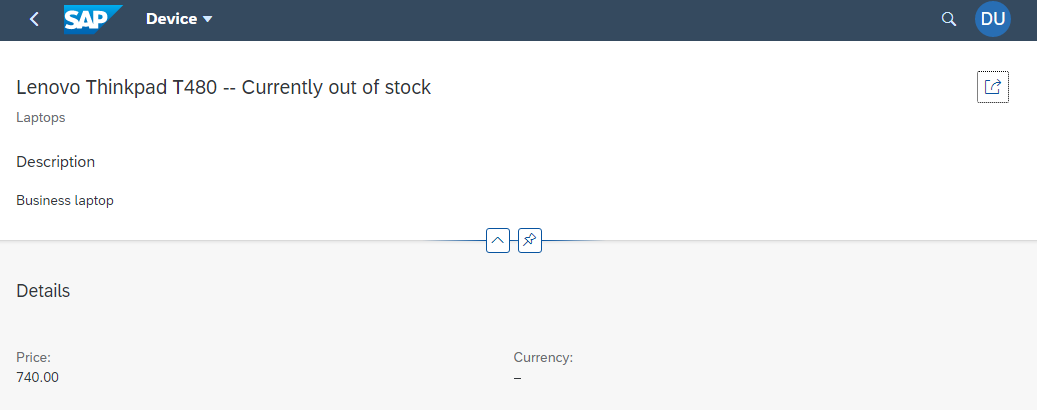 SAP Device DU
Lenovo Thinkpad T480 -- Currently out of stock
Laptops
Description
Business laptop
Details
Price: Currency:
740.00 –